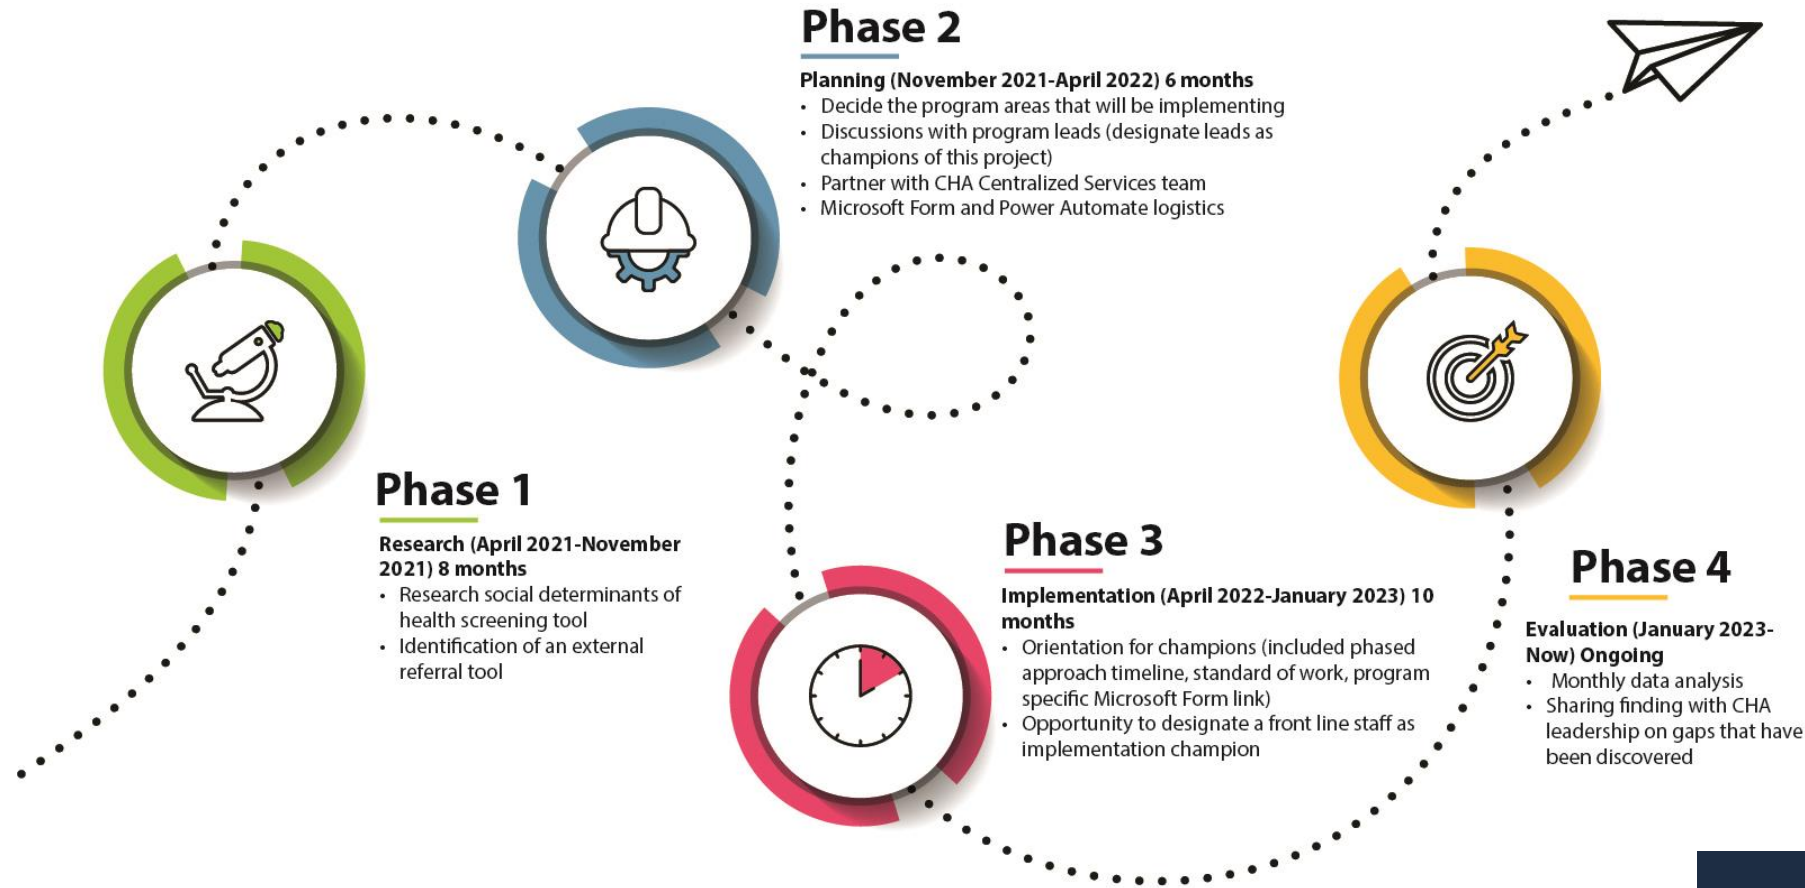 Phase 1
Research (April 2021-November
2021) 8 months
• Research social determinants of
health screening tool
• Identification of an external
referral tool
Phase 2
Planning (November 2021-April 2022) 6 months
• Decide the program areas that will be implementing
• Discussions with program leads (designate leads as
champions of this project)
• Partner with CHA Centralized Services team
• Microsoft Form and Power Automate logistics
Phase 3
Implementation (April 2022-January 2023) 10
months
• Orientation for champions (included phased
approach timeline, standard of work, program
specific Microsoft Form link)
• Opportunity to designate a front line staff as
implementation champion
Phase 4
Evaluation (January 2023-
Now) Ongoing
• Monthly data analysis
• Sharing finding with CHA
leadership on gaps that have
been discovered